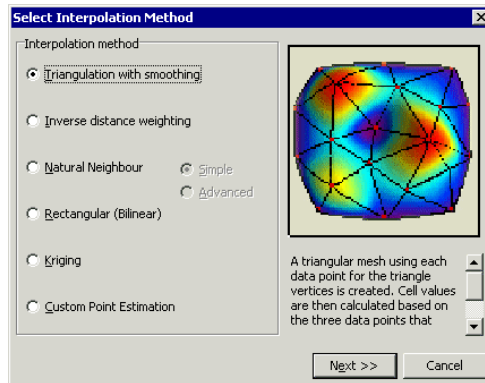 Select Interpolation Method
Interpolation method
Triangulation with smoothing
Inverse distance weighting
Natural Neighbour
Simple
Advanced
Rectangular (Bilinear)
Kriging
Custom Point Estimation
A triangular mesh using each
data point for the triangle
vertices is created. Cell values
are then calculated based on
the three data points that
Next >>
Cancel